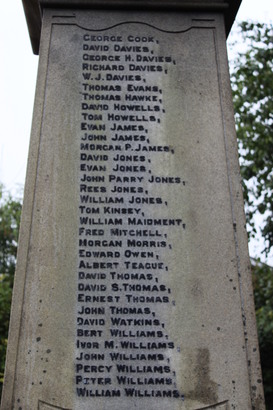 GEORGE COOK,
DAVID DAVIES,
GEORGE H. DAVIES,
RICHARD DAVIES,
W. J. DAVIES,
THOMAS EVANS,
THOMAS HAWKE,
DAVID HOWELLS,
TOM HOWELLS,
EVAN JAMES,
JOHN JAMES,
MORGAN P. JAMES,
DAVID JONES,
EVAN JONES,
JOHN PARRY JONES,
REES JONES,
WILLIAM JONES,
TOM KINSEY,
WILLIAM MAIDMENT,
FRED MITCHELL,
MORGAN MORRIS,
EDWARD OWEN,
ALBERT TEAGUE,
DAVID THOMAS,
DAVID S. THOMAS,
ERNEST THOMAS,
JOHN THOMAS,
DAVID WATKINS,
BERT WILLIAMS,
IVOR M. WILLIAMS,
JOHN WILLIAMS,
PERCY WILLIAMS,
PETER WILLIAMS,
WILLIAM WILLIAMS.